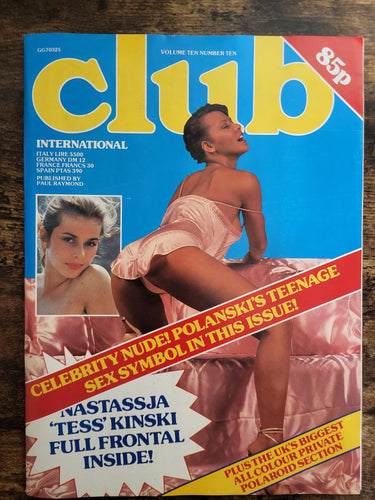 GG70325
VOLUME TEN NUMBER TEN
club
85p
INTERNATIONAL
ITALY LIRE 5500
GERMANY DM 12
FRANCE FRANCS 30
SPAIN PTAS 390
PUBLISHED BY
PAUL RAYMOND
CELEBRITY NUDE! POLANSKI'S TEENAGE
SEX SYMBOL IN THIS ISSUE!
NASTASSJA
'TESS' KINSKI
FULL FRONTAL
INSIDE!
PLUS THE UK'S BIGGEST
ALL COLOUR PRIVATE
POLAROID SECTION